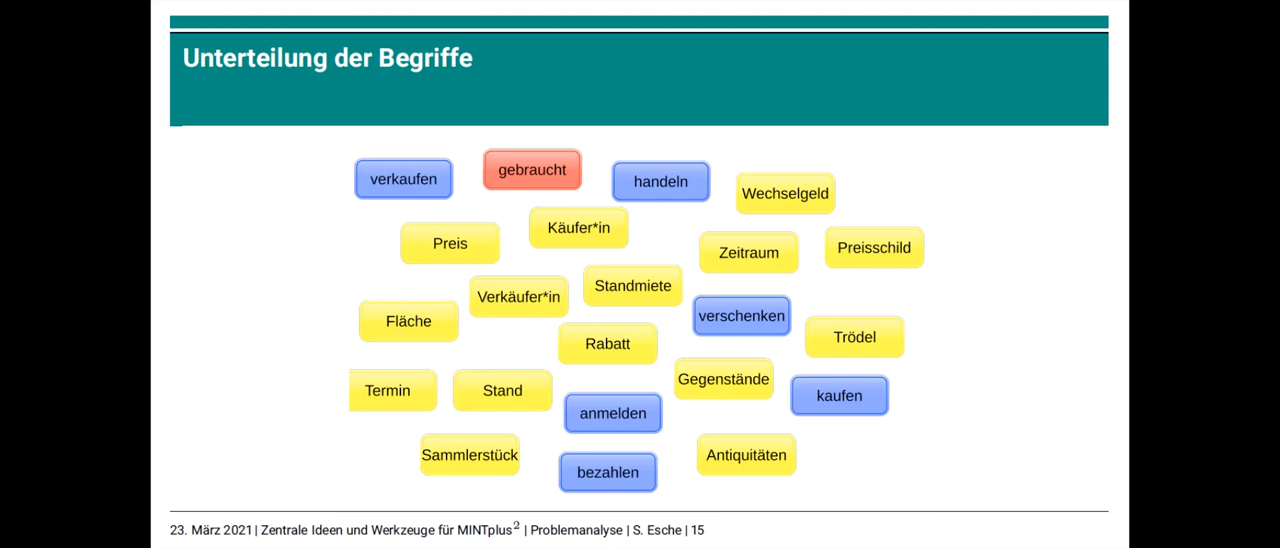 Unterteilung der Begriffe
verkaufen
gebraucht
handeln
Wechselgeld
Preis
Käufer*in
Zeitraum
Preisschild
Verkäufer*in
Standmiete
Fläche
verschenken
Rabatt
Trödel
Termin
Stand
Gegenstände
anmelden
kaufen
Sammlerstück
bezahlen
Antiquitäten
23. März 2021 | Zentrale Ideen und Werkzeuge für MINTplus² | Problemanalyse | S. Esche | 15